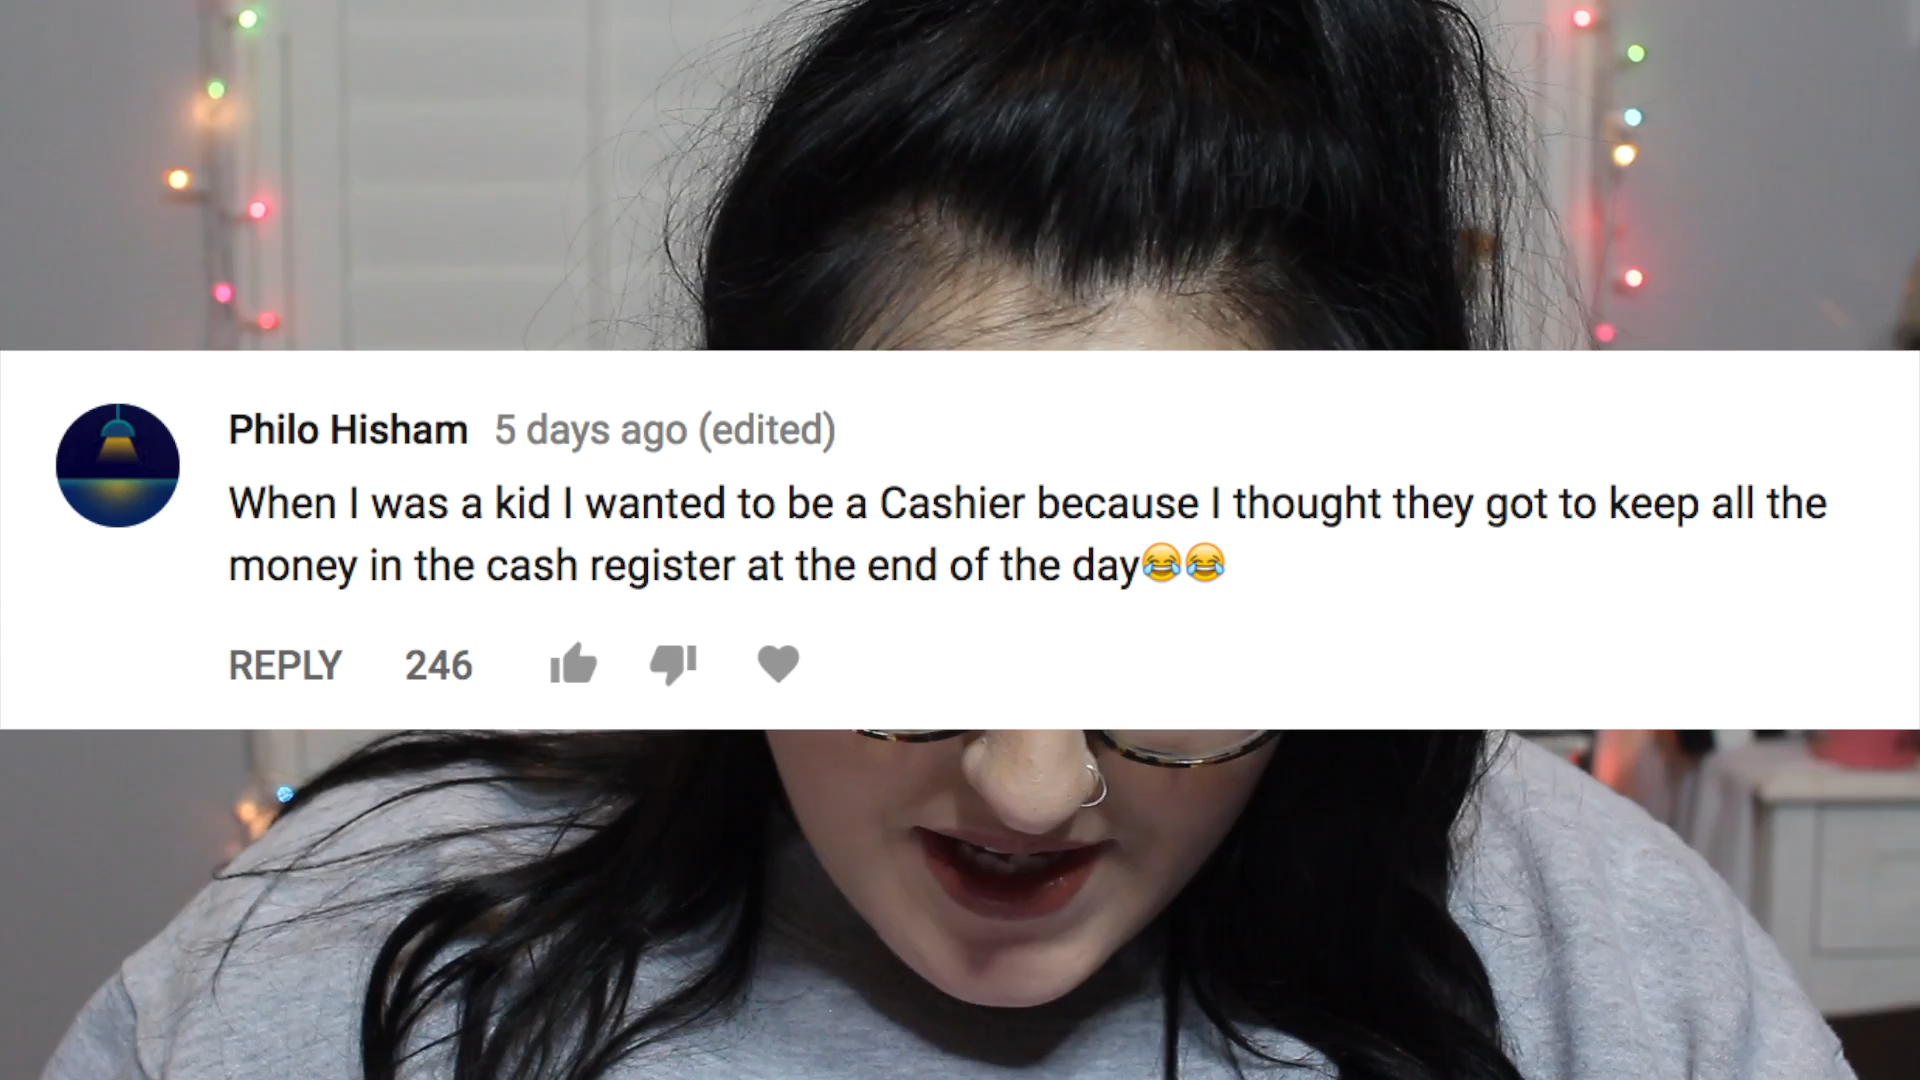 Philo Hisham 5 days ago (edited)
When I was a kid I wanted to be a Cashier because I thought they got to keep all the
money in the cash register at the end of the day😂😂
REPLY 246